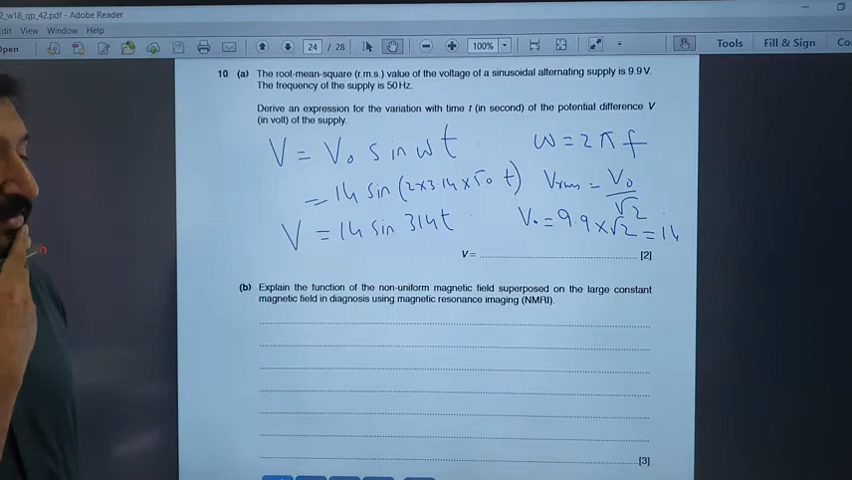 2_w18_qp_42.pdf - Adobe Reader
Edit View Window Help
Open 24 / 28 100% Tools Fill & Sign
10 (a) The root-mean-square (r.m.s.) value of the voltage of a sinusoidal alternating supply is 9.9 V.
The frequency of the supply is 50 Hz.
Derive an expression for the variation with time t (in second) of the potential difference V
(in volt) of the supply.
V = V₀ sin wt w = 2πf
= 14 sin (2×3.14×50 t) Vrms = V₀/√2
V = 14 sin 314t V₀ = 9.9 × √2 = 14
V = ................ [2]
(b) Explain the function of the non-uniform magnetic field superposed on the large constant
magnetic field in diagnosis using magnetic resonance imaging (NMRI).
[3]